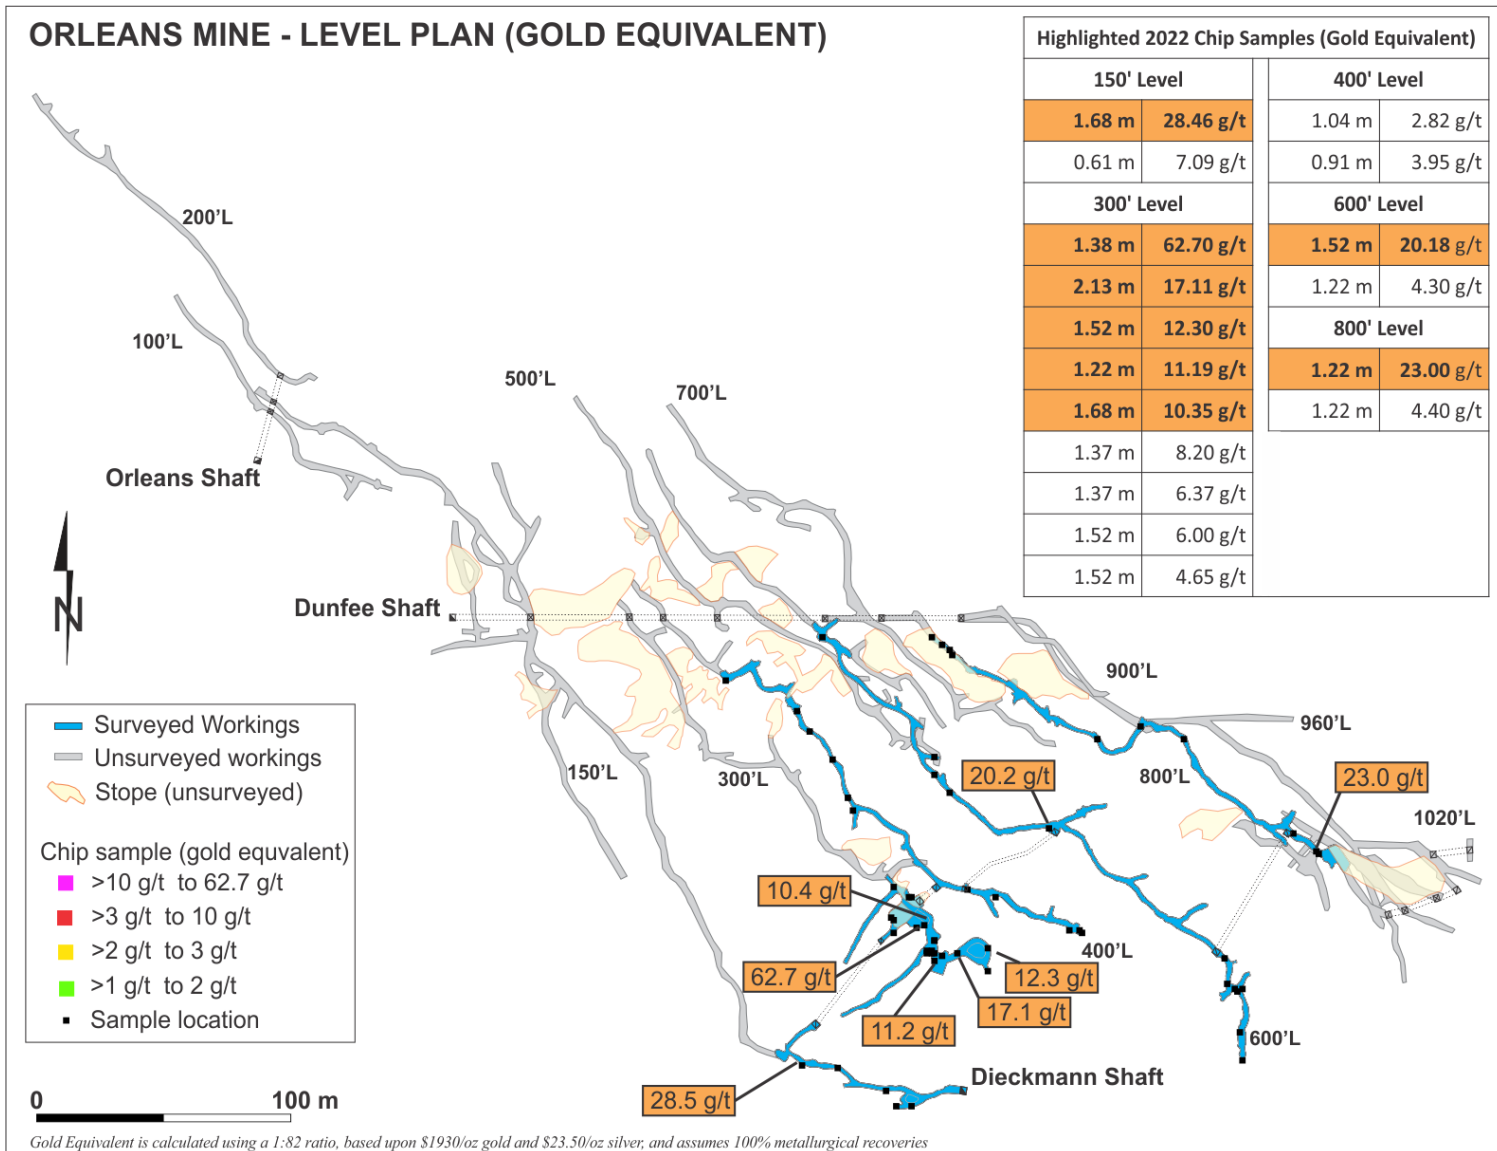 ORLEANS MINE - LEVEL PLAN (GOLD EQUIVALENT)
Highlighted 2022 Chip Samples (Gold Equivalent)
150' Level
1.68 m 28.46 g/t
0.61 m 7.09 g/t
300' Level
1.38 m 62.70 g/t
2.13 m 17.11 g/t
1.52 m 12.30 g/t
1.22 m 11.19 g/t
1.68 m 10.35 g/t
1.37 m 8.20 g/t
1.37 m 6.37 g/t
1.52 m 6.00 g/t
1.52 m 4.65 g/t
400' Level
1.04 m 2.82 g/t
0.91 m 3.95 g/t
600' Level
1.52 m 20.18 g/t
1.22 m 4.30 g/t
800' Level
1.22 m 23.00 g/t
1.22 m 4.40 g/t
200'L
100'L
500'L
700'L
Orleans Shaft
N
Dunfee Shaft
900'L
960'L
150'L
300'L
800'L
20.2 g/t
23.0 g/t
1020'L
Surveyed Workings
Unsurveyed workings
Stope (unsurveyed)
Chip sample (gold equvalent)
>10 g/t to 62.7 g/t
>3 g/t to 10 g/t
>2 g/t to 3 g/t
>1 g/t to 2 g/t
Sample location
10.4 g/t
400'L
62.7 g/t
12.3 g/t
17.1 g/t
11.2 g/t
600'L
Dieckmann Shaft
28.5 g/t
0 100 m
Gold Equivalent is calculated using a 1:82 ratio, based upon $1930/oz gold and $23.50/oz silver, and assumes 100% metallurgical recoveries